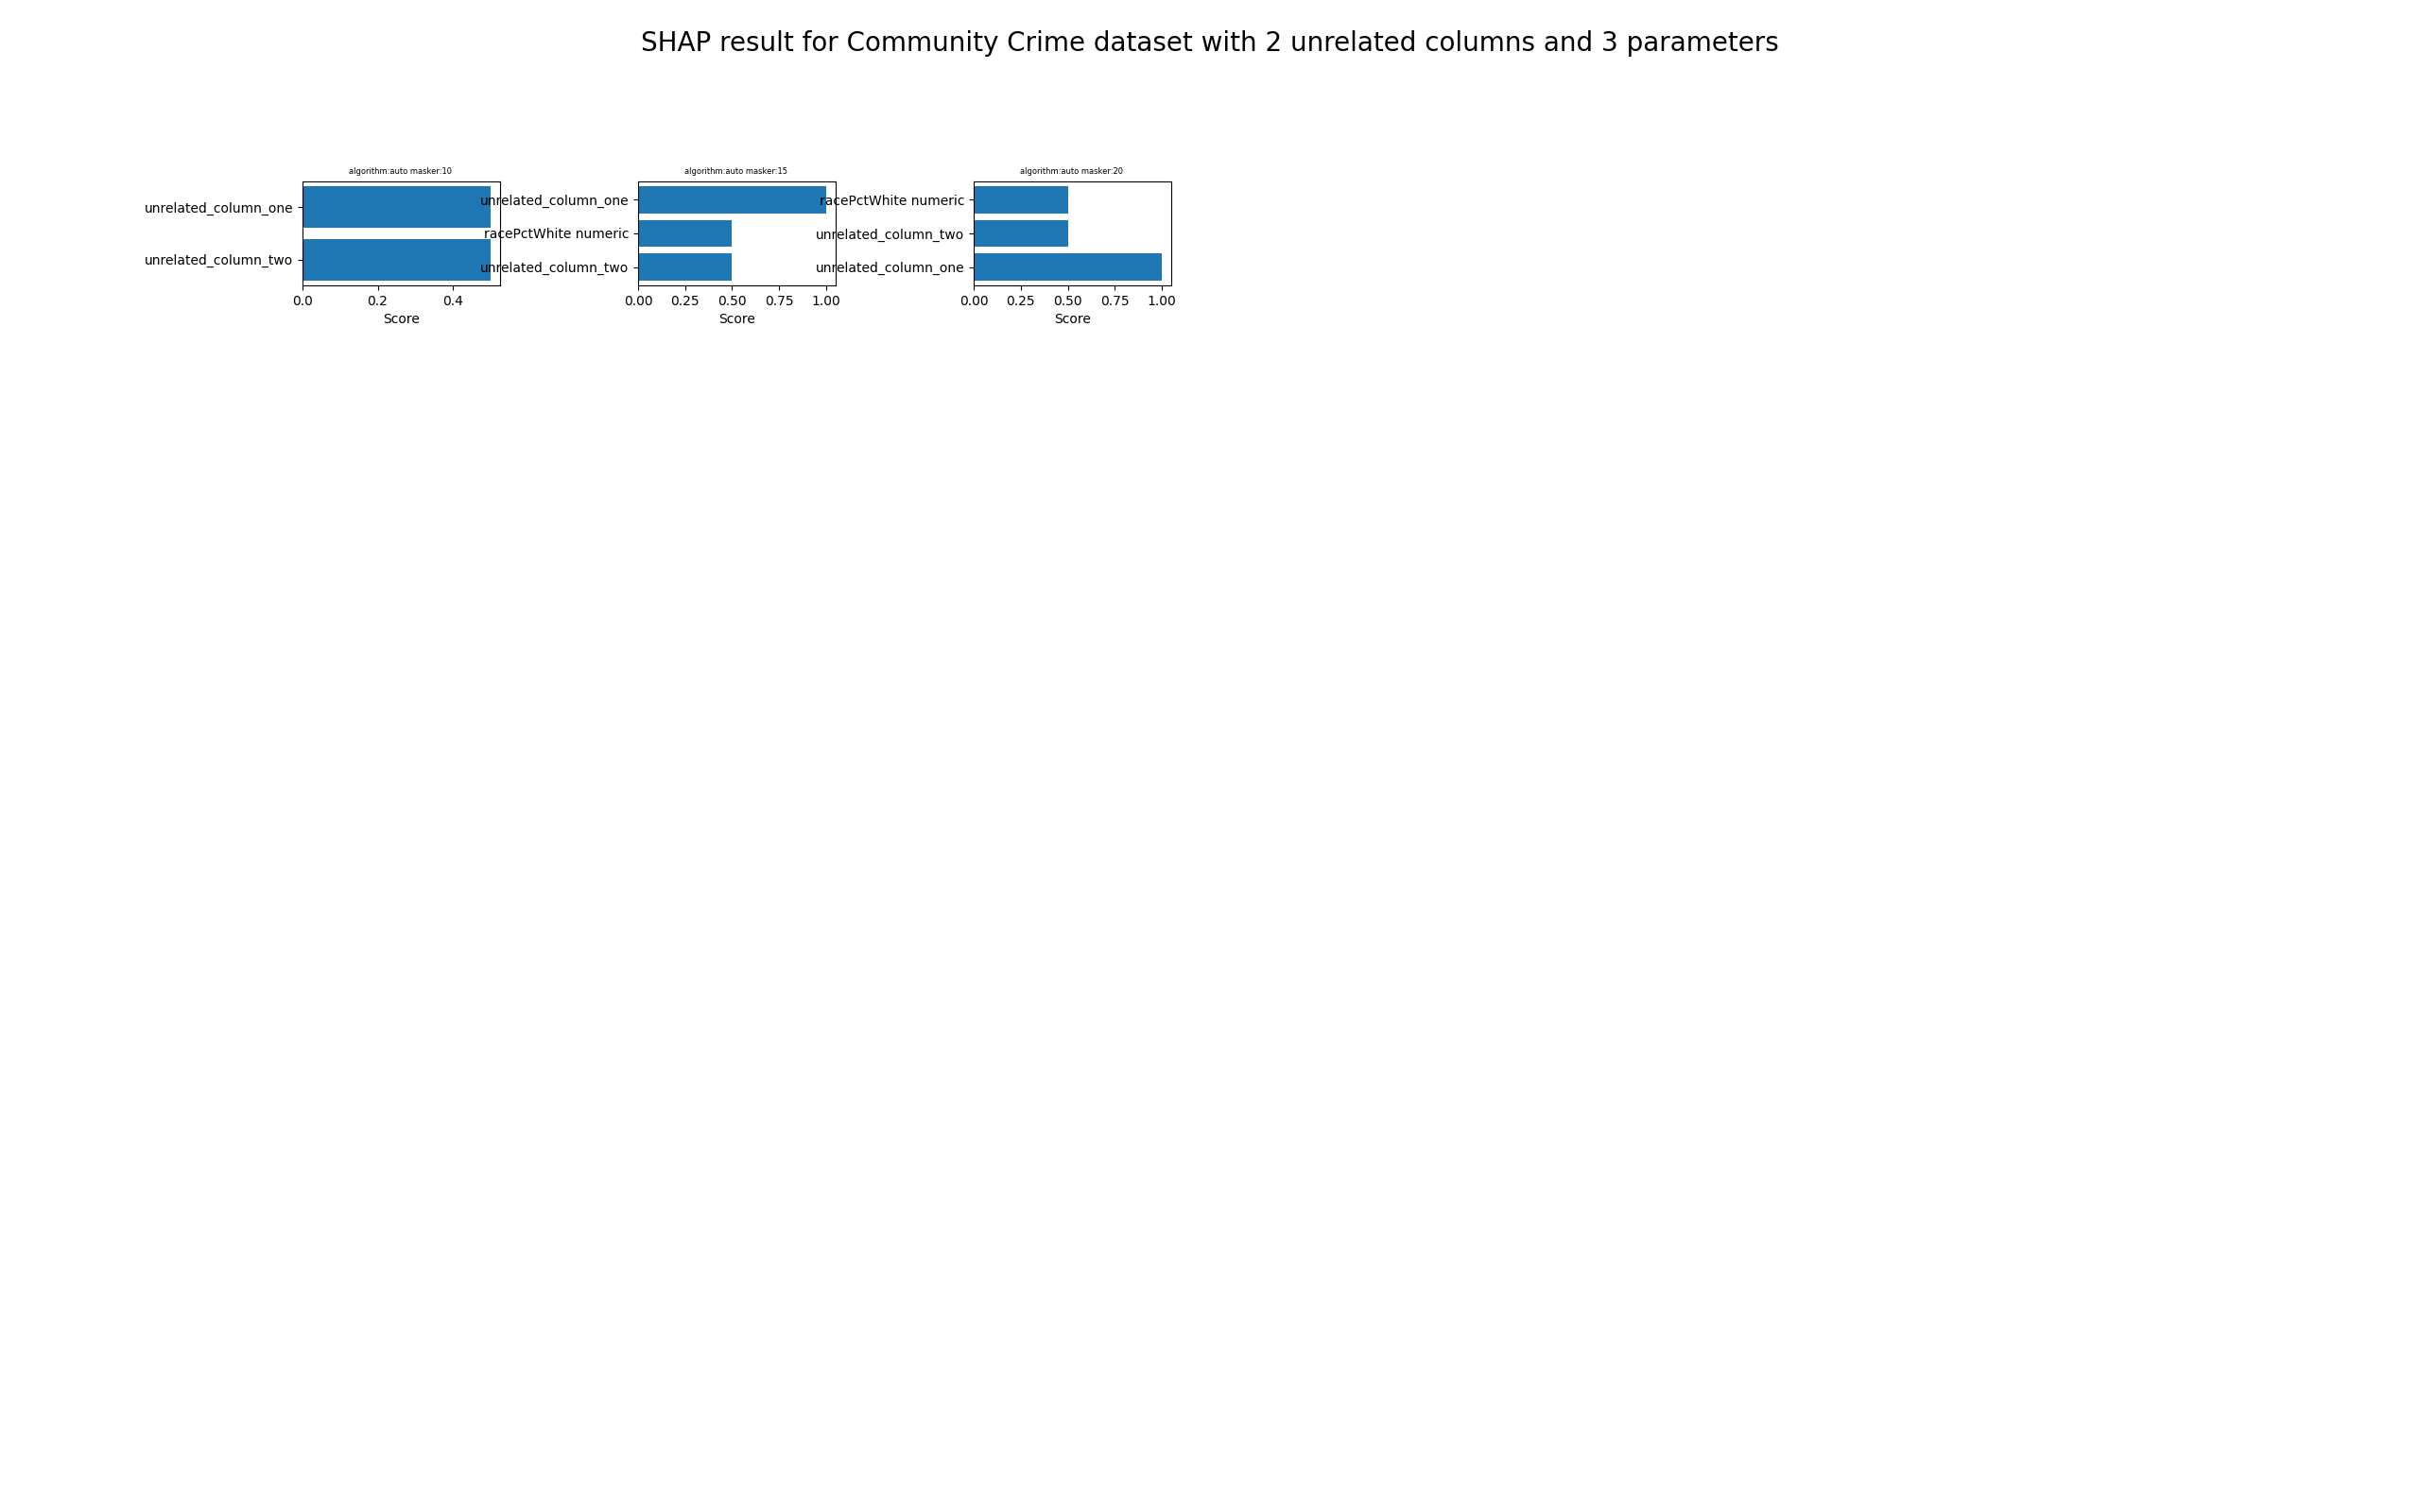 SHAP result for Community Crime dataset with 2 unrelated columns and 3 parameters
algorithm:auto masker:10
unrelated_column_one
unrelated_column_two
0.0 0.2 0.4
Score
algorithm:auto masker:15
unrelated_column_one
racePctWhite numeric
unrelated_column_two
0.00 0.25 0.50 0.75 1.00
Score
algorithm:auto masker:20
racePctWhite numeric
unrelated_column_two
unrelated_column_one
0.00 0.25 0.50 0.75 1.00
Score